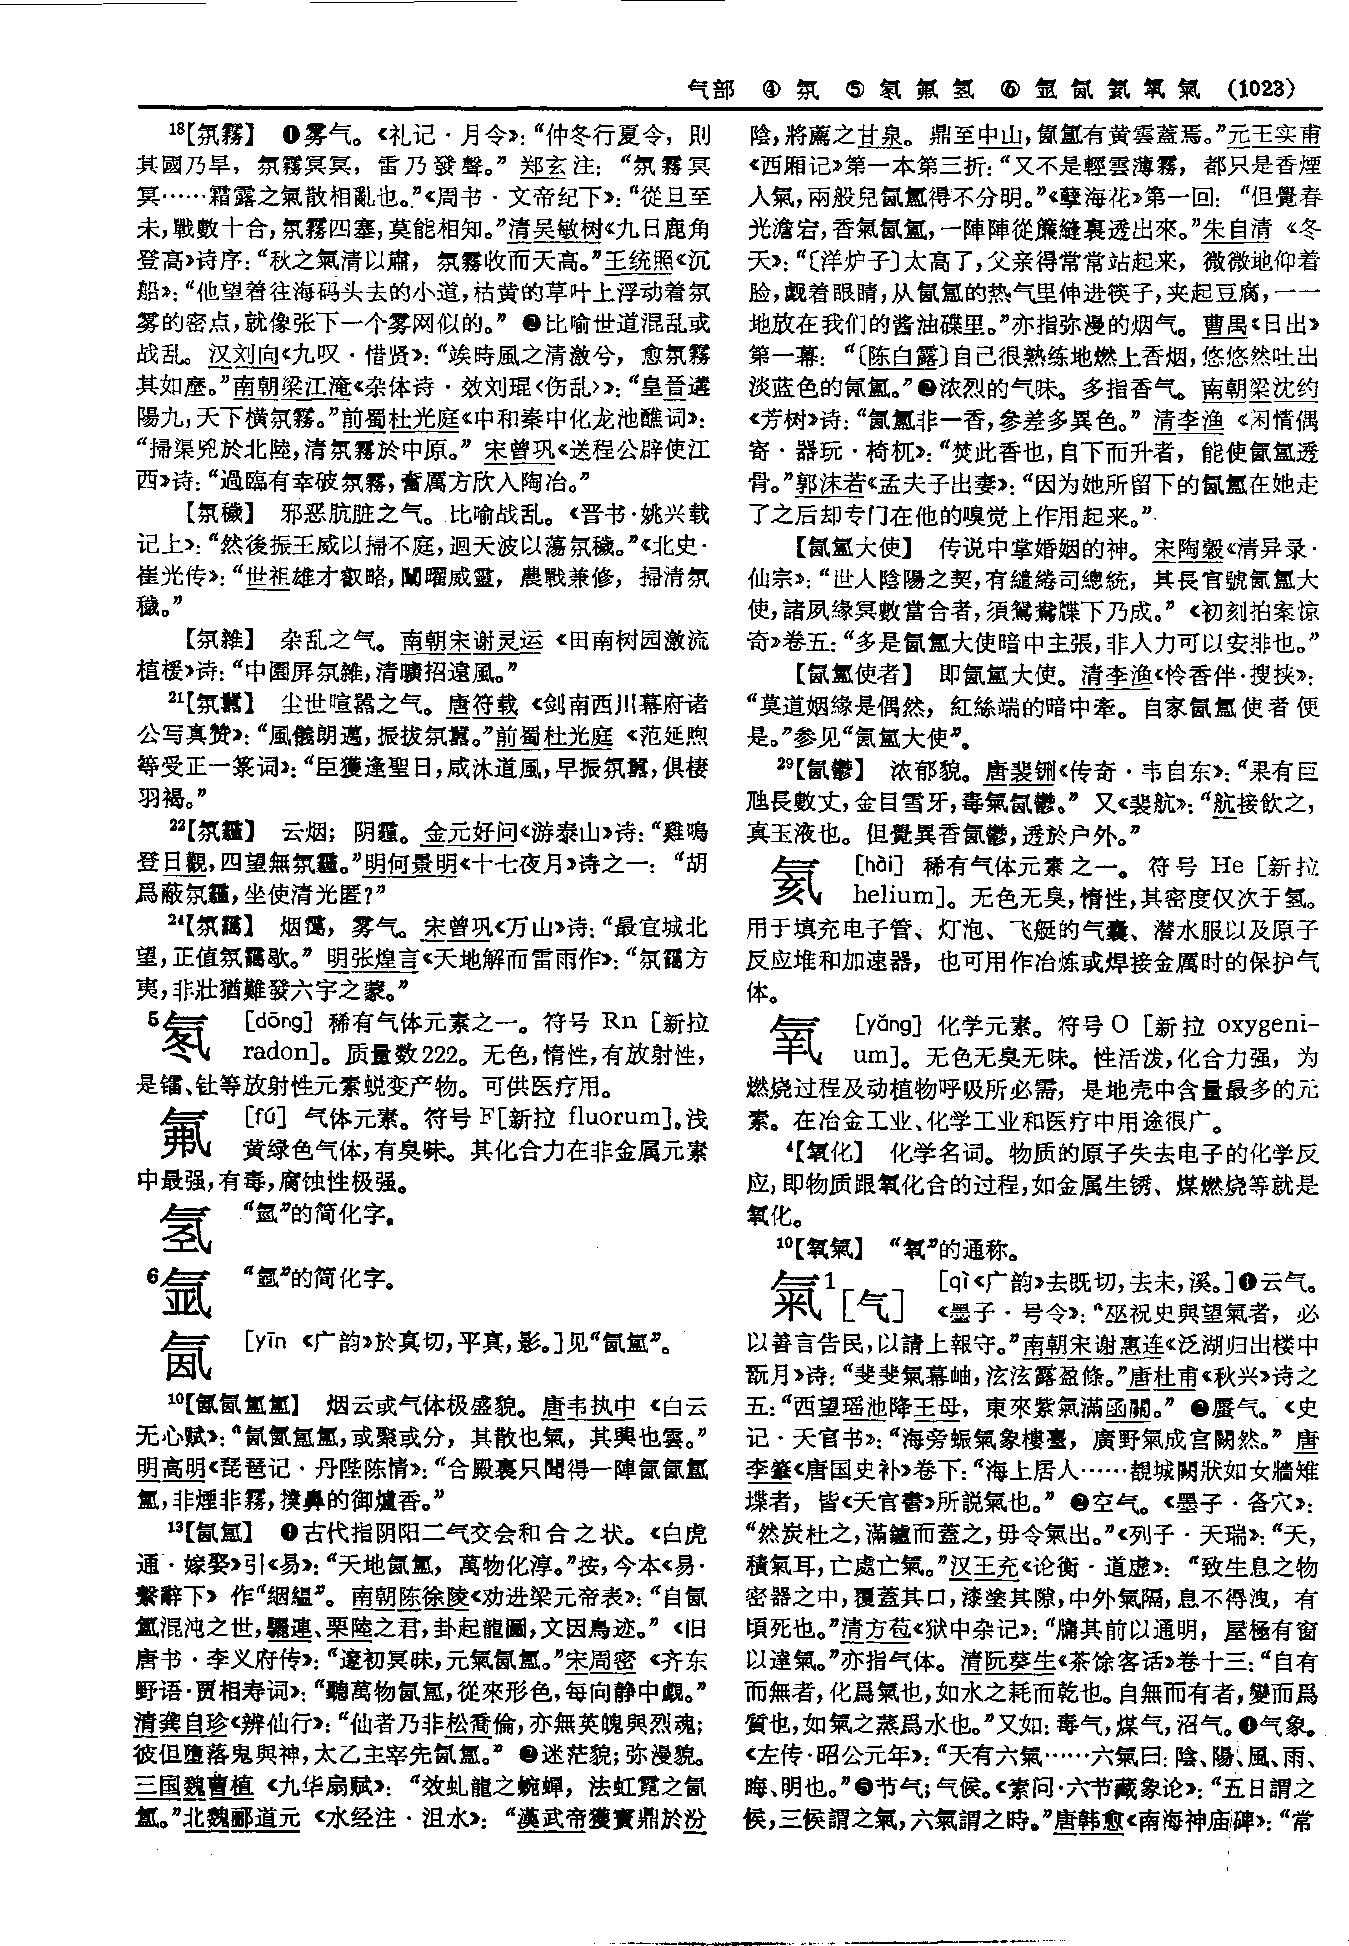 气部 ④氛 ⑤氡氟氢 ⑥氫氤氦氧氣 (1023)
¹⁸【氛霧】 ❶雾气。《礼记·月令》：“仲冬行夏令，則
其國乃旱，氛霧冥冥，雷乃發聲。”郑玄注：“氛霧冥
冥……霜露之氣散相亂也。”《周书·文帝纪下》：“從旦至
未，戰數十合，氛霧四塞，莫能相知。”清吴敏树《九日鹿角
登高》诗序：“秋之氣清以肅，氛霧收而天高。”王统照《沉
船》：“他望着往海码头去的小道，枯黄的草叶上浮动着氛
雾的密点，就像张下一个雾网似的。”❷比喻世道混乱或
战乱。汉刘向《九叹·惜贤》：“竢時風之清激兮，愈氛霧
其如塺。”南朝梁江淹《杂体诗·效刘琨〈伤乱〉》：“皇晋遘
陽九，天下横氛霧。”前蜀杜光庭《中和秦中化龙池醮词》：
“掃渠兇於北陸，清氛霧於中原。”宋曾巩《送程公辟使江
西》诗：“過臨有幸破氛霧，奮厲方欣入陶冶。”
【氛穢】 邪恶肮脏之气。比喻战乱。《晋书·姚兴载
记上》：“然後振王威以掃不庭，迴天波以蕩氛穢。”《北史·
崔光传》：“世祖雄才叡略，闡曜威靈，農戰兼修，掃清氛
穢。”
【氛雜】 杂乱之气。南朝宋谢灵运《田南树园激流
植楥》诗：“中園屏氛雜，清曠招遠風。”
²¹【氛囂】 尘世喧嚣之气。唐符载《剑南西川幕府诸
公写真赞》：“風儀朗邁，振拔氛囂。”前蜀杜光庭《范延煦
等受正一箓词》：“臣獲逢聖日，咸沐道風，早振氛囂，俱棲
羽褐。”
²²【氛霾】 云烟；阴霾。金元好问《游泰山》诗：“雞鳴
登日觀，四望無氛霾。”明何景明《十七夜月》诗之一：“胡
爲蔽氛霾，坐使清光匿？”
²⁴【氛靄】 烟靄，雾气。宋曾巩《万山》诗：“最宜城北
望，正值氛靄歇。”明张煌言《天地解而雷雨作》：“氛靄方
夷，非壯猶難發六宇之蒙。”
⁵氡 [dōng] 稀有气体元素之一。符号 Rn [新拉
radon]。质量数222。无色，惰性，有放射性，
是镭、钍等放射性元素蜕变产物。可供医疗用。
氟 [fú] 气体元素。符号F[新拉 fluorum]。浅
黄绿色气体，有臭味。其化合力在非金属元素
中最强，有毒，腐蚀性极强。
氢 “氫”的简化字。
⁶氩 “氬”的简化字。
氤 [yīn《广韵》於真切，平真，影。]见“氤氲”。
¹⁰【氤氤氲氲】 烟云或气体极盛貌。唐韦执中《白云
无心赋》：“氤氤氲氲，或聚或分，其散也氣，其興也雲。”
明高明《琵琶记·丹陛陈情》：“合殿裏只聞得一陣氤氤氲
氲，非煙非霧，撲鼻的御爐香。”
¹³【氤氲】 ❶古代指阴阳二气交会和合之状。《白虎
通·嫁娶》引《易》：“天地氤氲，萬物化淳。”按，今本《易·
繫辭下》作“絪緼”。南朝陈徐陵《劝进梁元帝表》：“自氤
氲混沌之世，驪連、栗陸之君，卦起龍圖，文因鳥迹。”《旧
唐书·李义府传》：“邃初冥昧，元氣氤氲。”宋周密《齐东
野语·贾相寿词》：“聽萬物氤氲，從來形色，每向静中觀。”
清龚自珍《辨仙行》：“仙者乃非松喬倫，亦無英魄與烈魂；
彼但墮落鬼與神，太乙主宰先氤氲。”❷迷茫貌；弥漫貌。
三国魏曹植《九华扇赋》：“效虬龍之蜿蟬，法虹霓之氤
氲。”北魏郦道元《水经注·沮水》：“漢武帝獲寶鼎於汾
陰，將薦之甘泉。鼎至中山，氤氲有黄雲蓋焉。”元王实甫
《西厢记》第一本第三折：“又不是輕雲薄霧，都只是香煙
人氣，兩般兒氤氲得不分明。”《孽海花》第一回：“但覺春
光澹宕，香氣氤氲，一陣陣從簾縫裏透出來。”朱自清《冬
天》：“〔洋炉子〕太高了，父亲得常常站起来，微微地仰着
脸，觑着眼睛，从氤氲的热气里伸进筷子，夹起豆腐，一一
地放在我们的酱油碟里。”亦指弥漫的烟气。曹禺《日出》
第一幕：“〔陈白露〕自己很熟练地燃上香烟，悠悠然吐出
淡蓝色的氤氲。”❷浓烈的气味。多指香气。南朝梁沈约
《芳树》诗：“氤氲非一香，参差多異色。”清李渔《闲情偶
寄·器玩·椅杌》：“焚此香也，自下而升者，能使氤氲透
骨。”郭沫若《孟夫子出妻》：“因为她所留下的氤氲在她走
了之后却专门在他的嗅觉上作用起来。”
【氤氲大使】 传说中掌婚姻的神。宋陶穀《清异录·
仙宗》：“世人陰陽之契，有繾綣司總統，其長官號氤氲大
使，諸夙緣冥數當合者，須鴛鴦牒下乃成。”《初刻拍案惊
奇》卷五：“多是氤氲大使暗中主張，非人力可以安排也。”
【氤氲使者】 即氤氲大使。清李渔《怜香伴·搜挟》：
“莫道姻緣是偶然，紅絲端的暗中牽。自家氤氲使者便
是。”参见“氤氲大使”。
²⁹【氤鬱】 浓郁貌。唐裴铏《传奇·韦自东》：“果有巨
虺長數丈，金目雪牙，毒氣氤鬱。”又《裴航》：“航接飲之，
真玉液也。但覺異香氤鬱，透於户外。”
氦 [hài] 稀有气体元素之一。符号 He [新拉
helium]。无色无臭，惰性，其密度仅次于氢。
用于填充电子管、灯泡、飞艇的气囊、潜水服以及原子
反应堆和加速器，也可用作冶炼或焊接金属时的保护气
体。
氧 [yǎng] 化学元素。符号O [新拉 oxygeni-
um]。无色无臭无味。性活泼，化合力强，为
燃烧过程及动植物呼吸所必需，是地壳中含量最多的元
素。在冶金工业、化学工业和医疗中用途很广。
⁴【氧化】 化学名词。物质的原子失去电子的化学反
应，即物质跟氧化合的过程，如金属生锈、煤燃烧等就是
氧化。
¹⁰【氧氣】 “氧”的通称。
氣¹[气] [qì《广韵》去既切，去未，溪。]❶云气。
《墨子·号令》：“巫祝史與望氣者，必
以善言告民，以請上報守。”南朝宋谢惠连《泛湖归出楼中
翫月》诗：“斐斐氣幕岫，泫泫露盈條。”唐杜甫《秋兴》诗之
五：“西望瑶池降王母，東來紫氣滿函關。”❷蜃气。《史
记·天官书》：“海旁蜄氣象樓臺，廣野氣成宫闕然。”唐
李肇《唐国史补》卷下：“海上居人……覩城闕狀如女牆雉
堞者，皆《天官書》所説氣也。”❷空气。《墨子·备穴》：
“然炭杜之，滿鑪而蓋之，毋令氣出。”《列子·天瑞》：“天，
積氣耳，亡處亡氣。”汉王充《论衡·道虚》：“致生息之物
密器之中，覆蓋其口，漆塗其隙，中外氣隔，息不得洩，有
頃死也。”清方苞《狱中杂记》：“牖其前以通明，屋極有窗
以達氣。”亦指气体。清阮葵生《茶馀客话》卷十三：“自有
而無者，化爲氣也，如水之耗而乾也。自無而有者，變而爲
質也，如氣之蒸爲水也。”又如：毒气，煤气，沼气。❹气象。
《左传·昭公元年》：“天有六氣……六氣曰：陰、陽、風、雨、
晦、明也。”❺节气；气候。《素问·六节藏象论》：“五日謂之
候，三候謂之氣，六氣謂之時。”唐韩愈《南海神庙碑》：“常